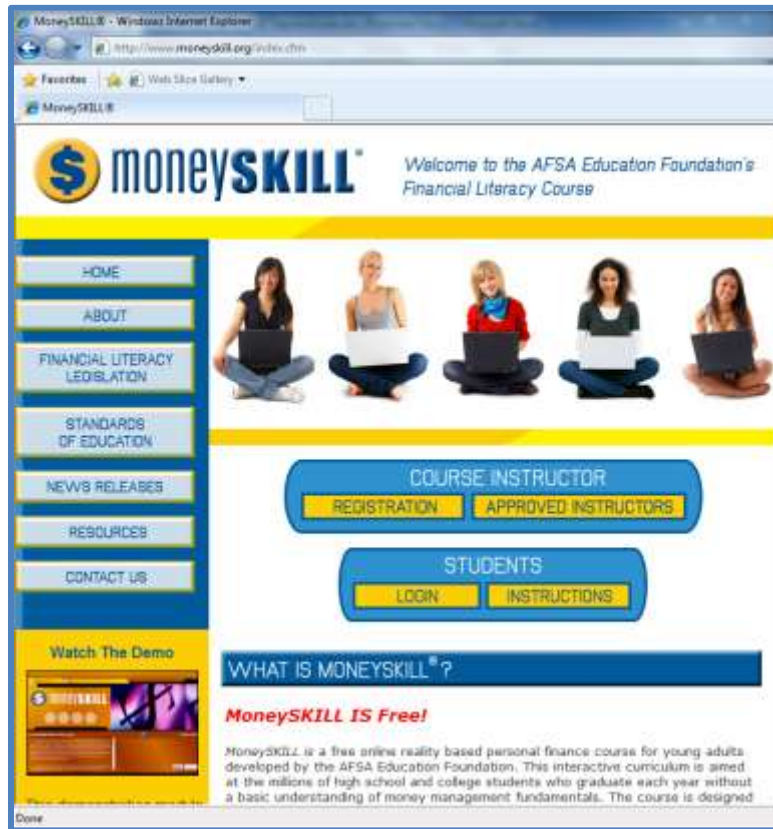 MoneySKILL® - Windows Internet Explorer
http://www.moneyskill.org/index.cfm
Favorites Web Slice Gallery
MoneySKILL®
$ moneySKILL
Welcome to the AFSA Education Foundation's
Financial Literacy Course
HOME
ABOUT
FINANCIAL LITERACY
LEGISLATION
STANDARDS
OF EDUCATION
NEWS RELEASES
RESOURCES
CONTACT US
COURSE INSTRUCTOR
REGISTRATION APPROVED INSTRUCTORS
STUDENTS
LOGIN INSTRUCTIONS
Watch The Demo
$ MONEYSKILL
WHAT IS MONEYSKILL®?
MoneySKILL IS Free!
MoneySKILL is a free online reality based personal finance course for young adults
developed by the AFSA Education Foundation. This interactive curriculum is aimed
at the millions of high school and college students who graduate each year without
a basic understanding of money management fundamentals. The course is designed
Done